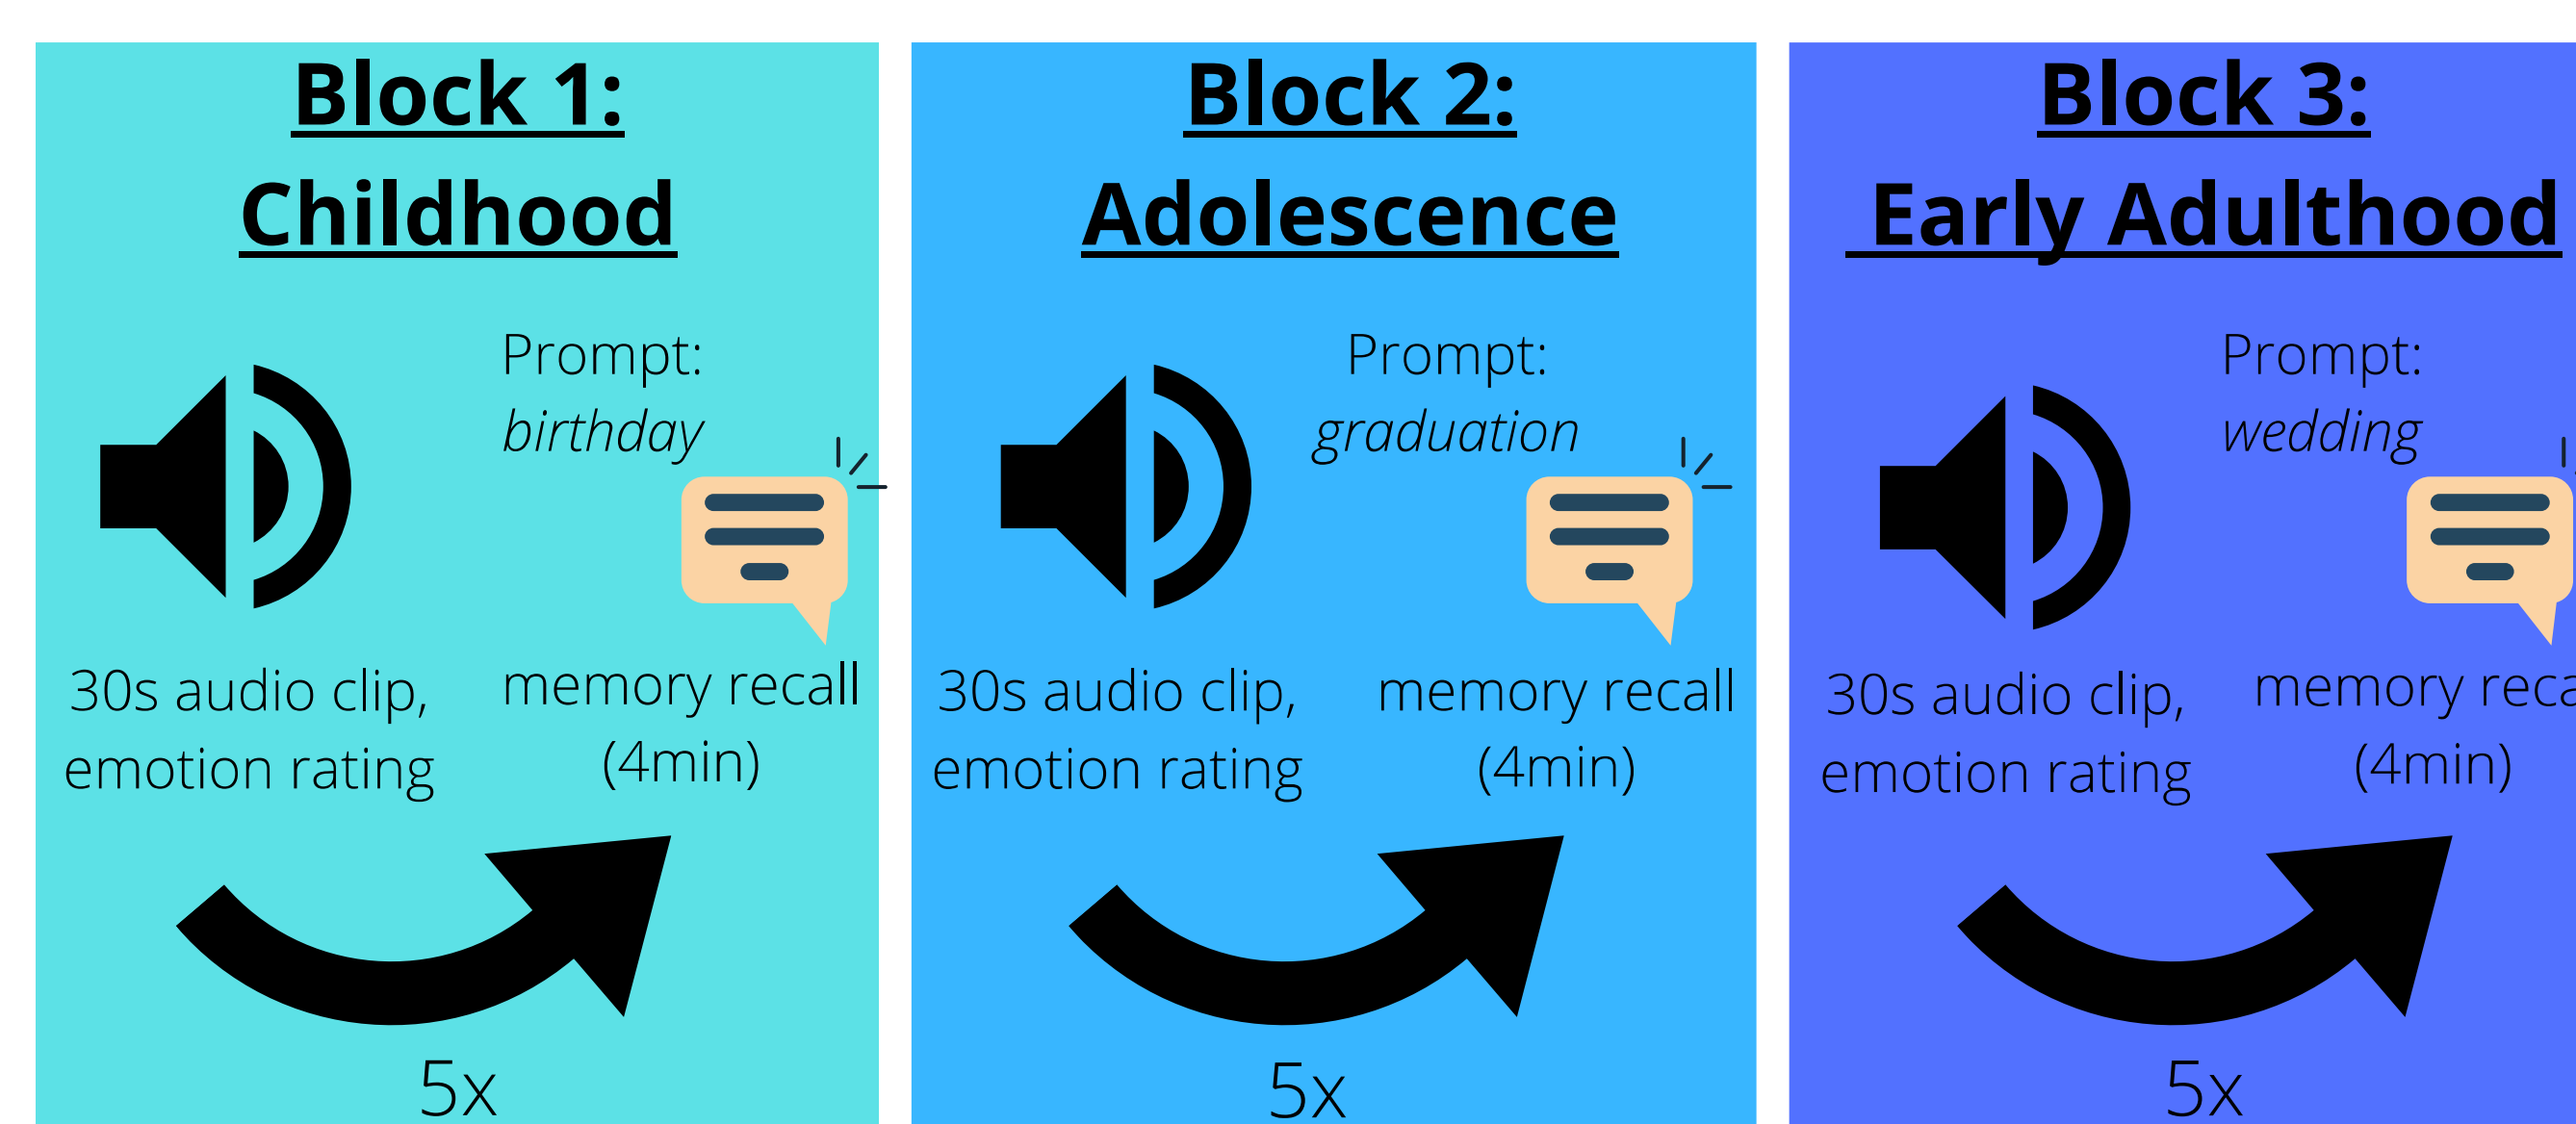 Block 1:
Childhood
Prompt:
birthday
30s audio clip,
emotion rating
memory recall
(4min)
5x
Block 2:
Adolescence
Prompt:
graduation
30s audio clip,
emotion rating
memory recall
(4min)
5x
Block 3:
Early Adulthood
Prompt:
wedding
30s audio clip,
emotion rating
memory
(4min)
5x